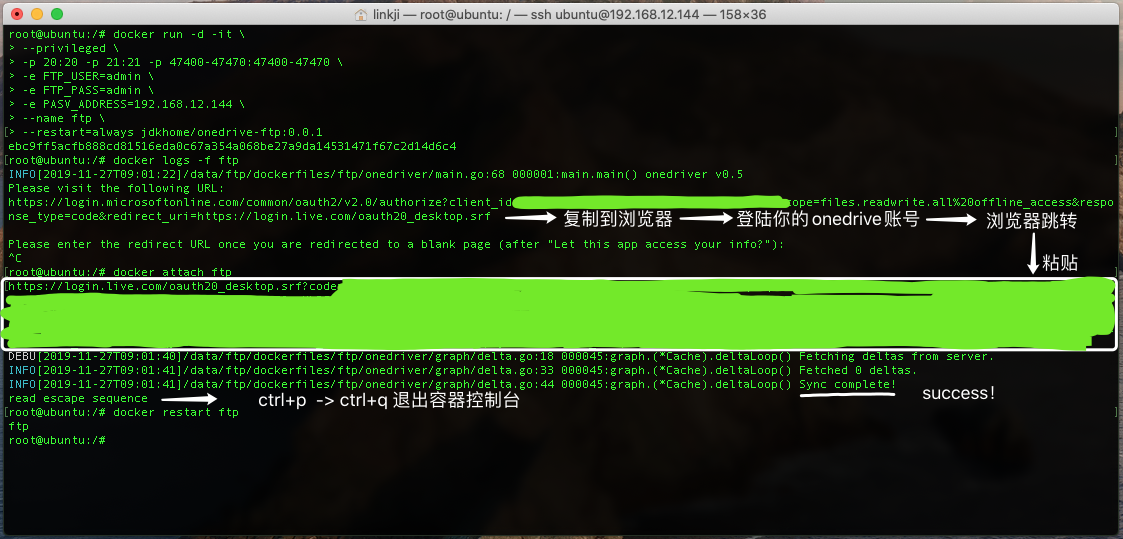 linkji — root@ubuntu: / — ssh ubuntu@192.168.12.144 — 158×36
root@ubuntu:/# docker run -d -it \
> --privileged \
> -p 20:20 -p 21:21 -p 47400-47470:47400-47470 \
> -e FTP_USER=admin \
> -e FTP_PASS=admin \
> -e PASV_ADDRESS=192.168.12.144 \
> --name ftp \
[> --restart=always jdkhome/onedrive-ftp:0.0.1 ]
ebc9ff5acfb888cd81516eda0c67a354a068be27a9da14531471f67c2d14d6c4
[root@ubuntu:/# docker logs -f ftp ]
INFO[2019-11-27T09:01:22]/data/ftp/dockerfiles/ftp/onedriver/main.go:68 000001:main.main() onedriver v0.5
Please visit the following URL:
https://login.microsoftonline.com/common/oauth2/v2.0/authorize?client_id cope=files.readwrite.all%20offline_access&respo
nse_type=code&redirect_uri=https://login.live.com/oauth20_desktop.srf 复制到浏览器 登陆你的onedrive账号 浏览器跳转
Please enter the redirect URL once you are redirected to a blank page (after "Let this app access your info?"):
^C 粘贴
[root@ubuntu:/# docker attach ftp ]
[https://login.live.com/oauth20_desktop.srf?code
DEBU[2019-11-27T09:01:40]/data/ftp/dockerfiles/ftp/onedriver/graph/delta.go:18 000045:graph.(*Cache).deltaLoop() Fetching deltas from server.
INFO[2019-11-27T09:01:41]/data/ftp/dockerfiles/ftp/onedriver/graph/delta.go:33 000045:graph.(*Cache).deltaLoop() Fetched 0 deltas.
INFO[2019-11-27T09:01:41]/data/ftp/dockerfiles/ftp/onedriver/graph/delta.go:44 000045:graph.(*Cache).deltaLoop() Sync complete!
read escape sequence ctrl+p -> ctrl+q 退出容器控制台 success!
[root@ubuntu:/# docker restart ftp ]
ftp
root@ubuntu:/#